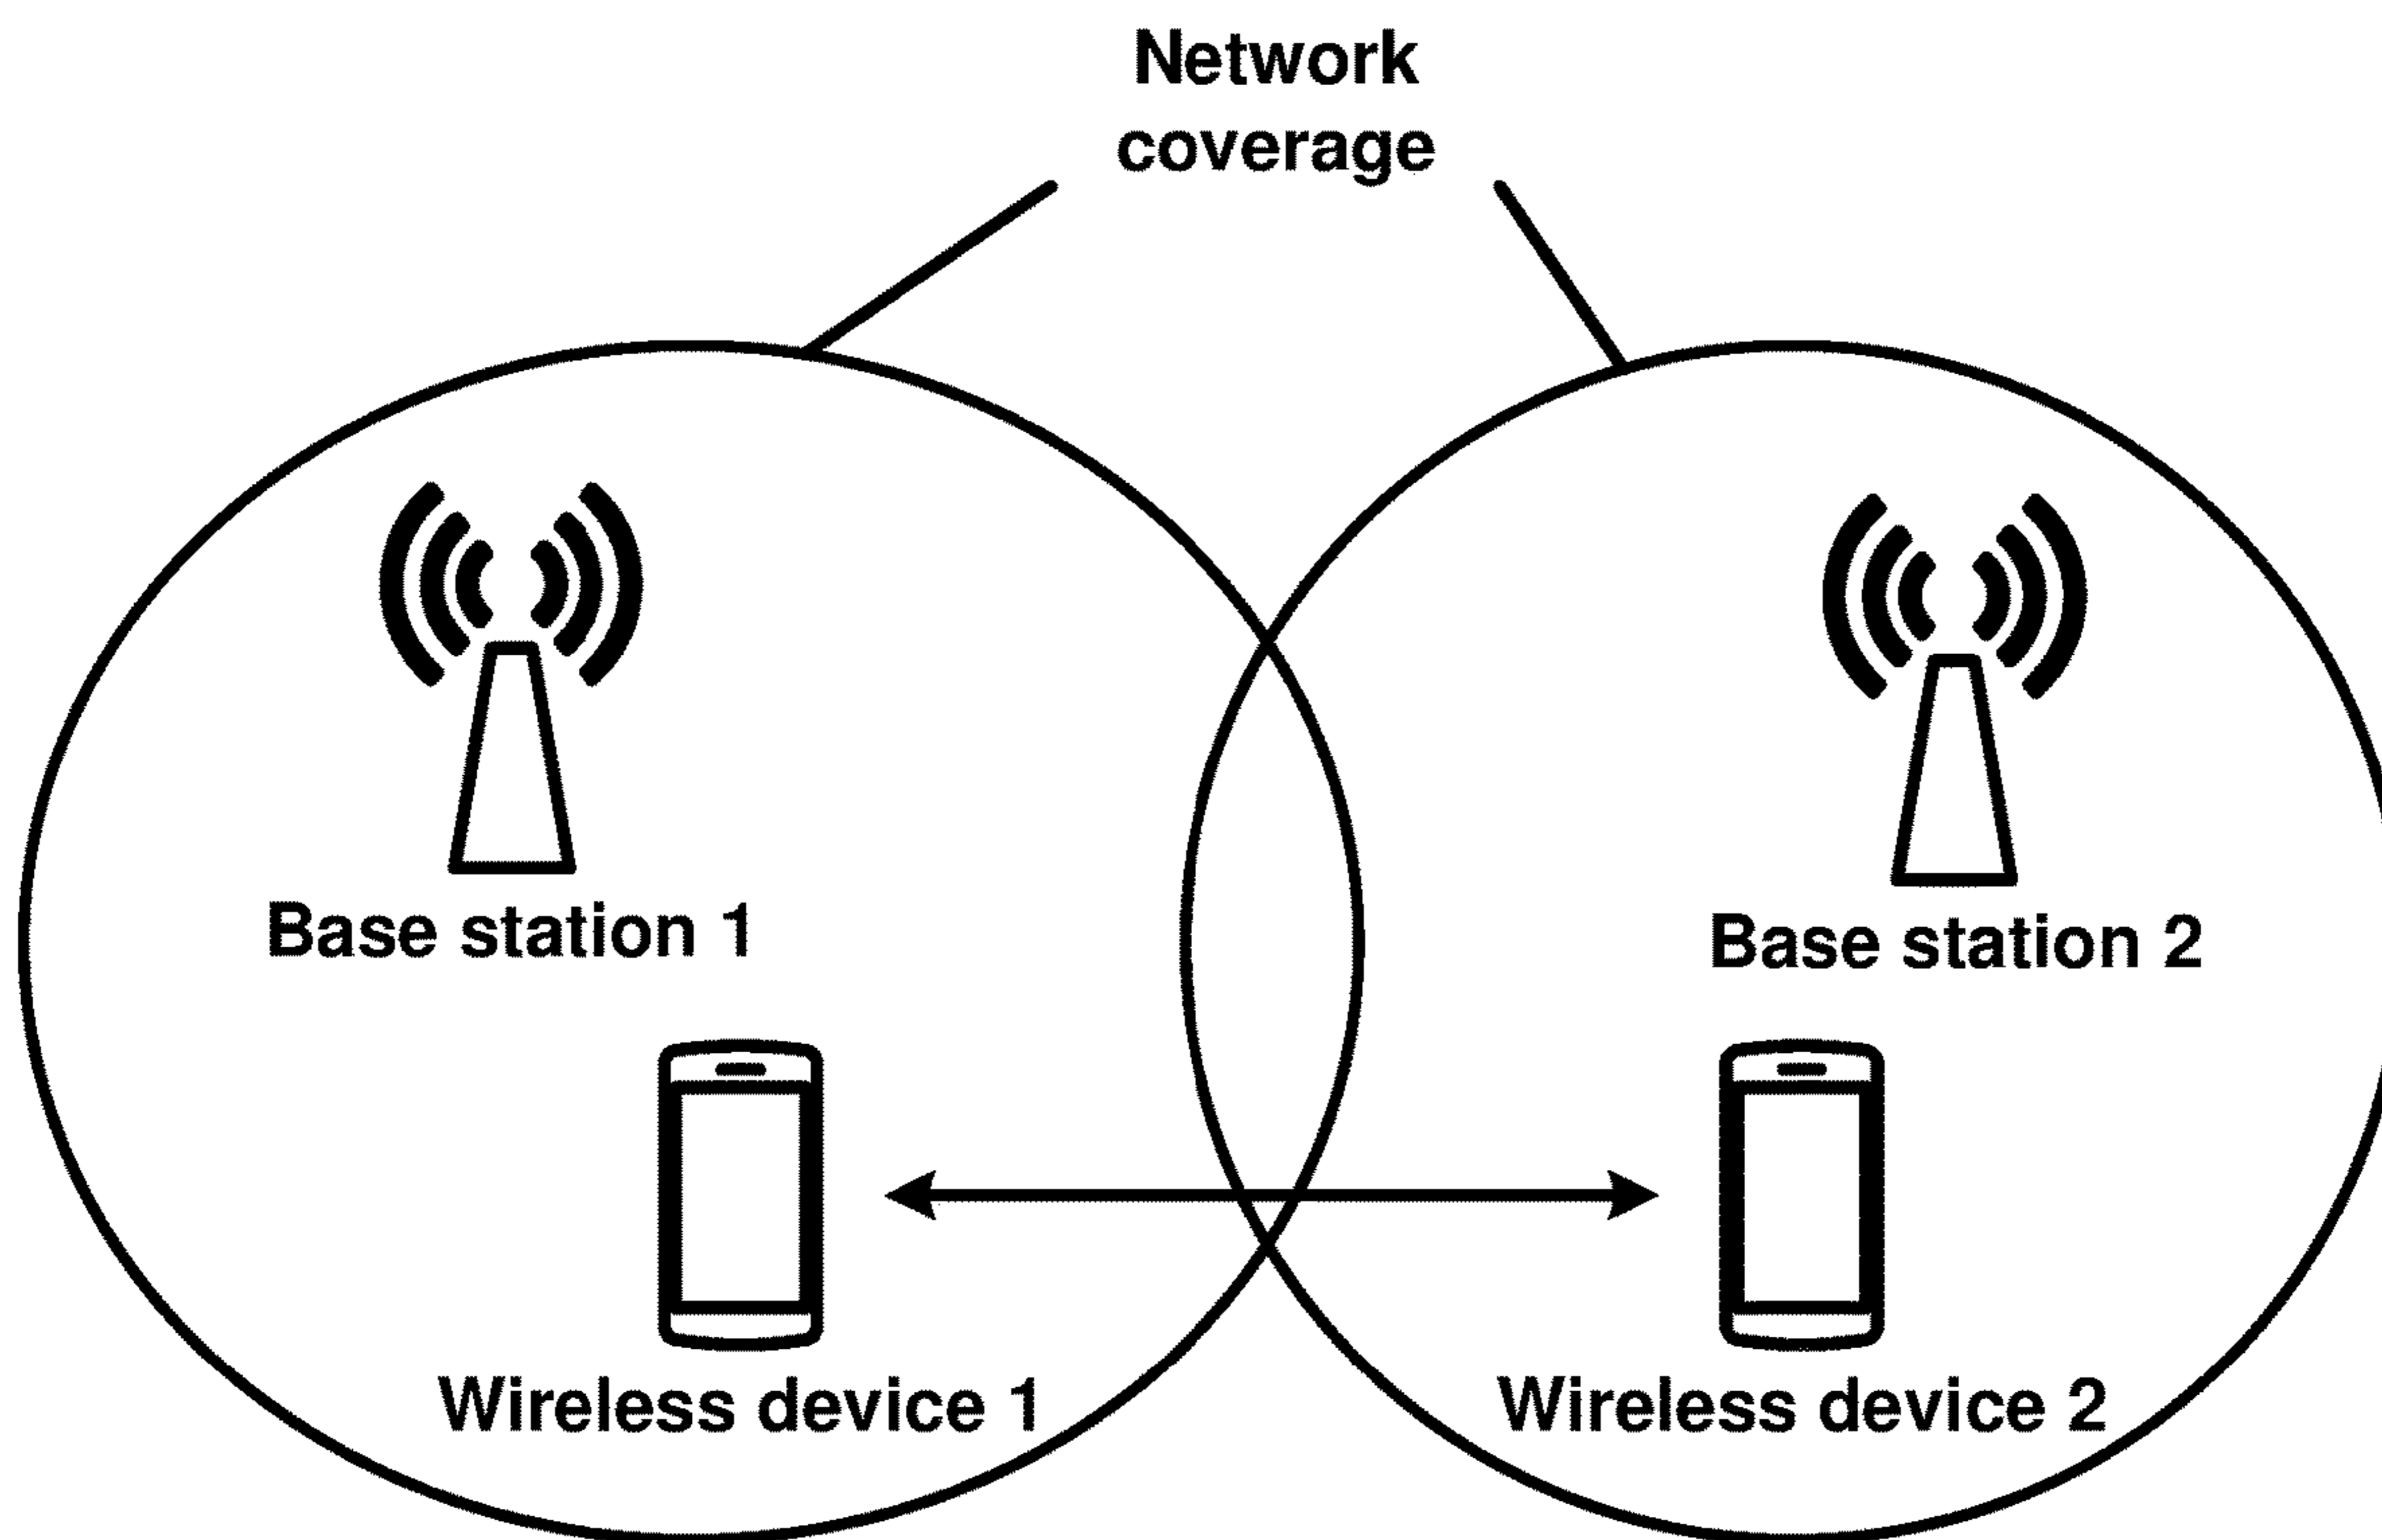 Network
coverage
Base station 1
Base station 2
Wireless device 1
Wireless device 2